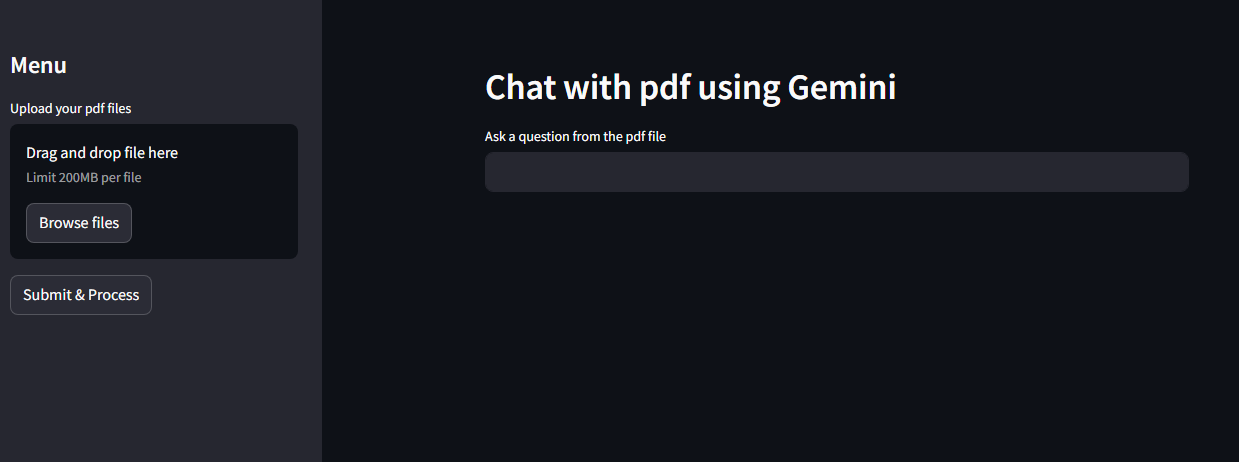 Menu
Upload your pdf files
Drag and drop file here
Limit 200MB per file
Browse files
Submit & Process
Chat with pdf using Gemini
Ask a question from the pdf file